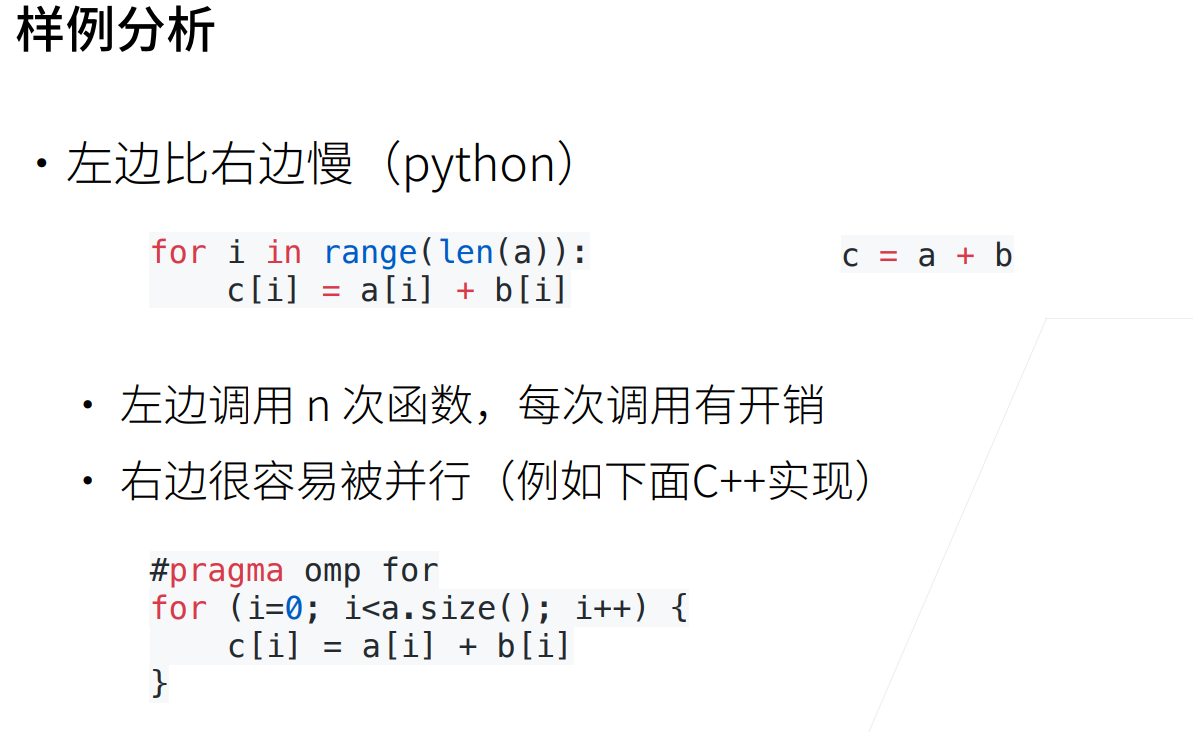 样例分析
• 左边比右边慢（python）
for i in range(len(a)):
    c[i] = a[i] + b[i]
c = a + b
• 左边调用 n 次函数，每次调用有开销
• 右边很容易被并行（例如下面C++实现）
#pragma omp for
for (i=0; i<a.size(); i++) {
    c[i] = a[i] + b[i]
}